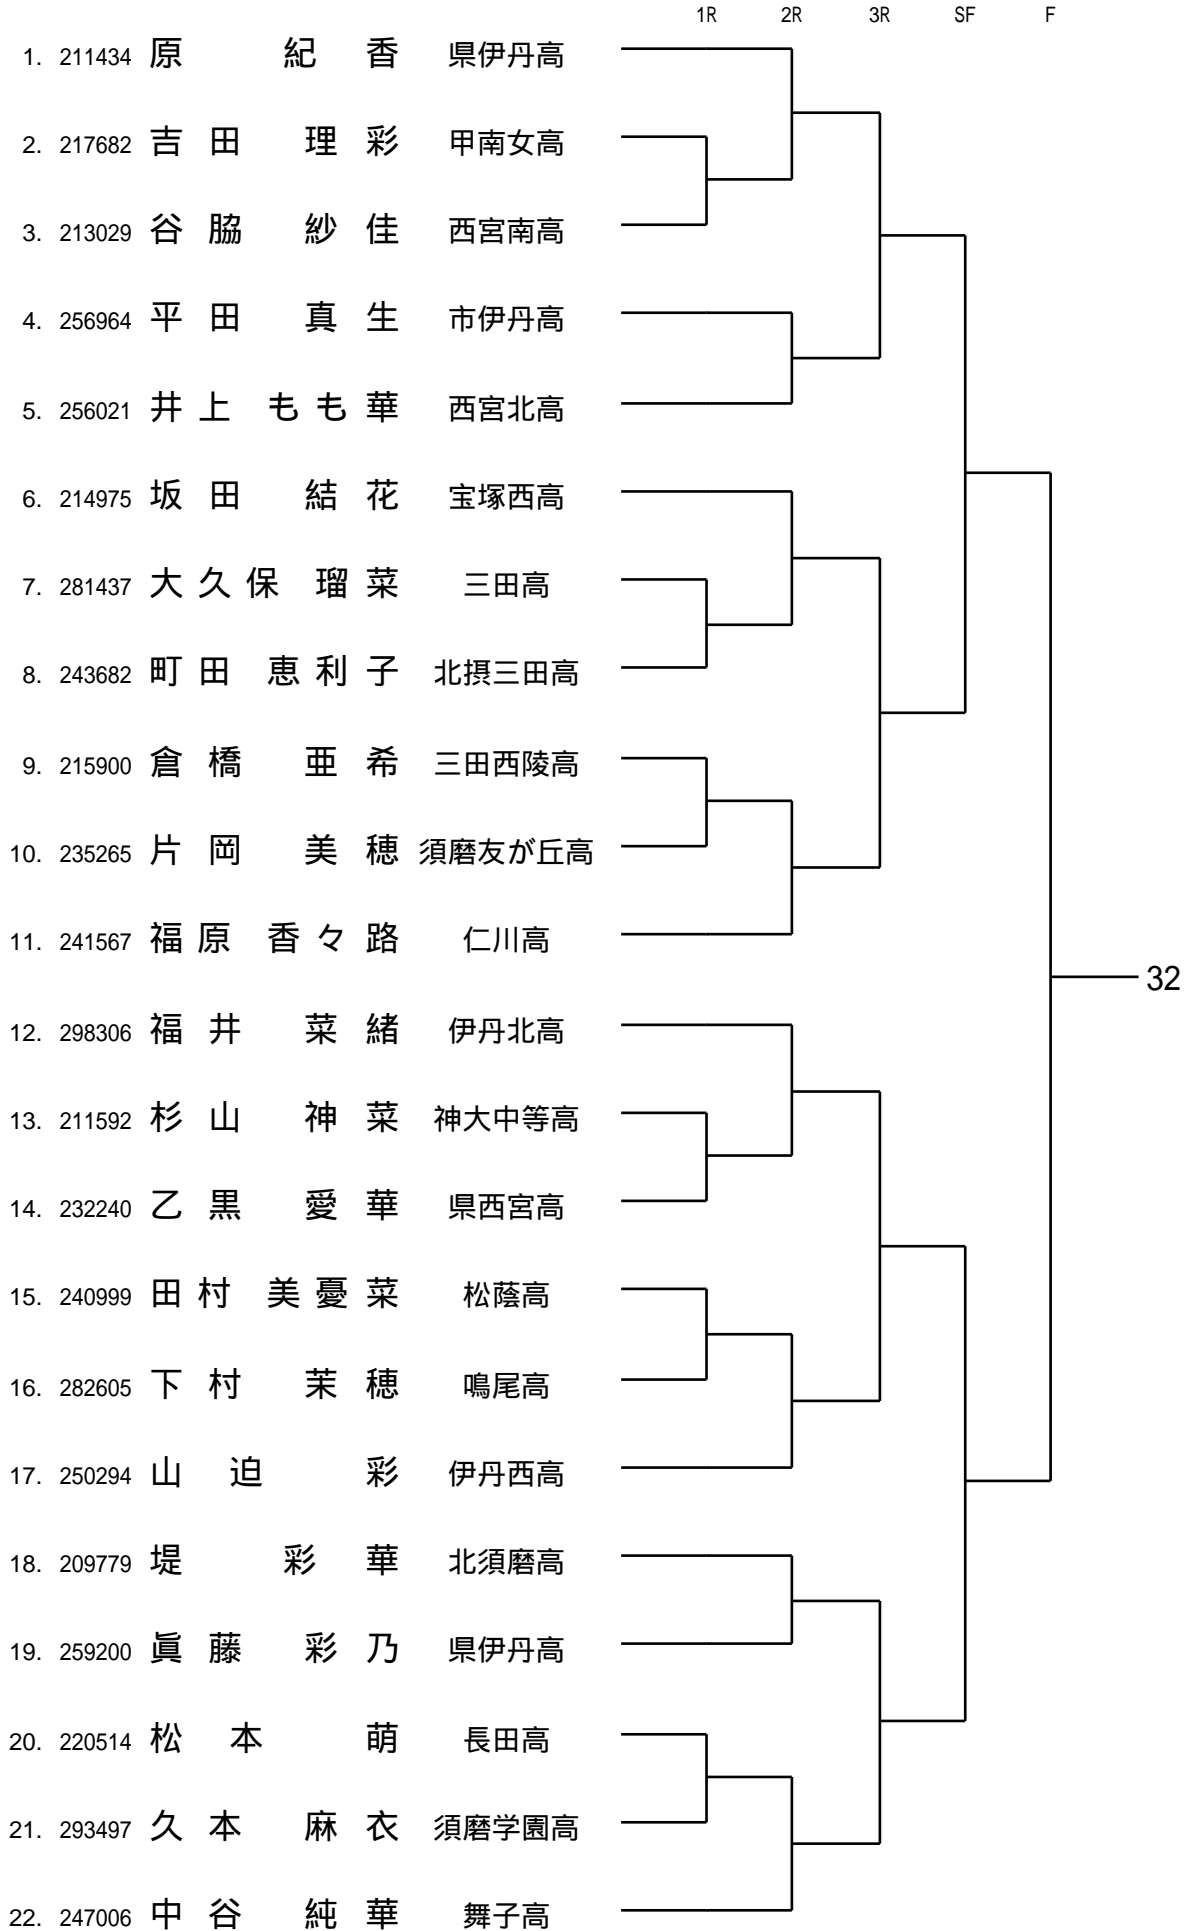 1R 2R 3R SF F
1. 211434 原 紀 香 県伊丹高
2. 217682 吉 田 理 彩 甲南女高
3. 213029 谷 脇 紗 佳 西宮南高
4. 256964 平 田 真 生 市伊丹高
5. 256021 井 上 も も 華 西宮北高
6. 214975 坂 田 結 花 宝塚西高
7. 281437 大 久 保 瑠 菜 三田高
8. 243682 町 田 恵 利 子 北摂三田高
9. 215900 倉 橋 亜 希 三田西陵高
10. 235265 片 岡 美 穂 須磨友が丘高
11. 241567 福 原 香 々 路 仁川高
32
12. 298306 福 井 菜 緒 伊丹北高
13. 211592 杉 山 神 菜 神大中等高
14. 232240 乙 黒 愛 華 県西宮高
15. 240999 田 村 美 憂 菜 松蔭高
16. 282605 下 村 茉 穂 鳴尾高
17. 250294 山 迫 彩 伊丹西高
18. 209779 堤 彩 華 北須磨高
19. 259200 眞 藤 彩 乃 県伊丹高
20. 220514 松 本 萌 長田高
21. 293497 久 本 麻 衣 須磨学園高
22. 247006 中 谷 純 華 舞子高